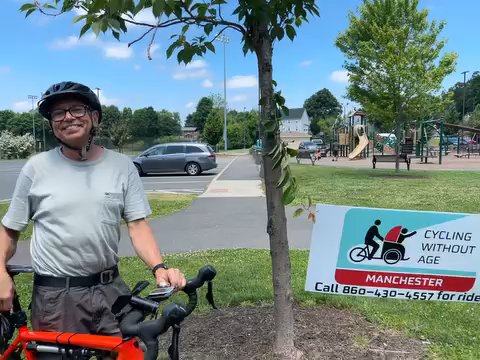 CYCLING
WITHOUT
AGE
MANCHESTER
Call 860-430-4557 for ride